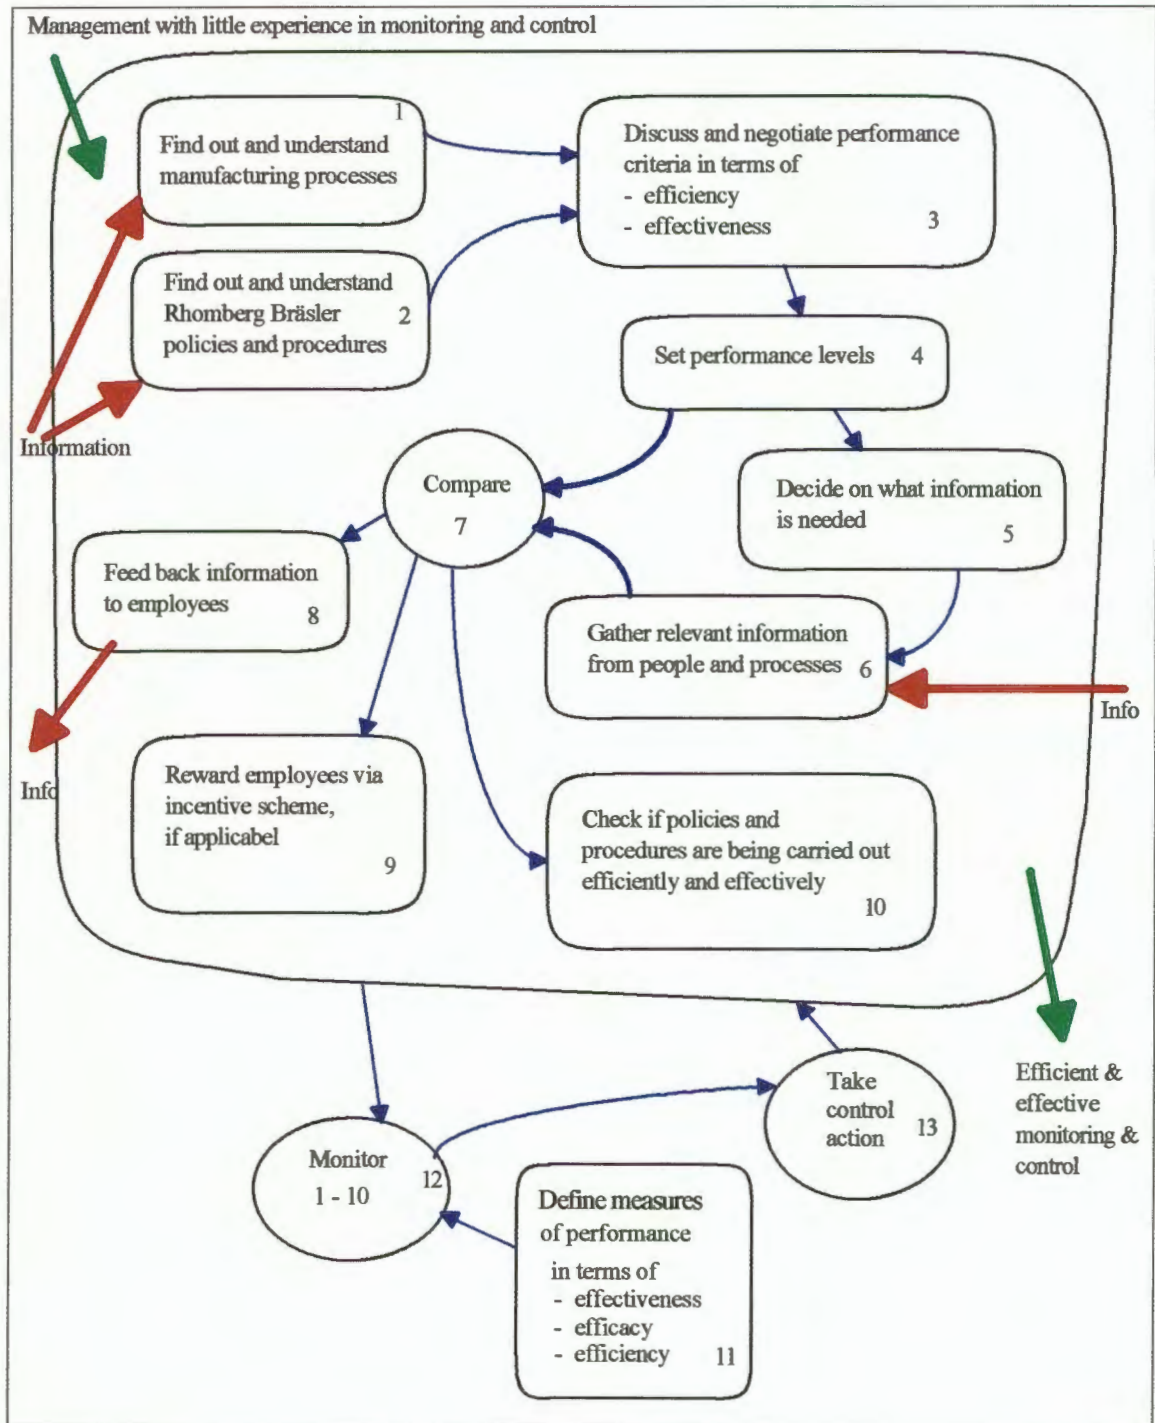 Management with little experience in monitoring and control
1
Find out and understand
manufacturing processes
Discuss and negotiate performance
criteria in terms of
- efficiency
- effectiveness
3
Find out and understand
Rhomberg Bräsler
policies and procedures
2
Set performance levels 4
Information
Compare
7
Decide on what information
is needed
5
Feed back information
to employees
8
Gather relevant information
from people and processes
6
Info
Info
Reward employees via
incentive scheme,
if applicabel
9
Check if policies and
procedures are being carried out
efficiently and effectively
10
Take
control
action
13
Efficient &
effective
monitoring &
control
Monitor
1 - 10
12
Define measures
of performance
in terms of
- effectiveness
- efficacy
- efficiency
11